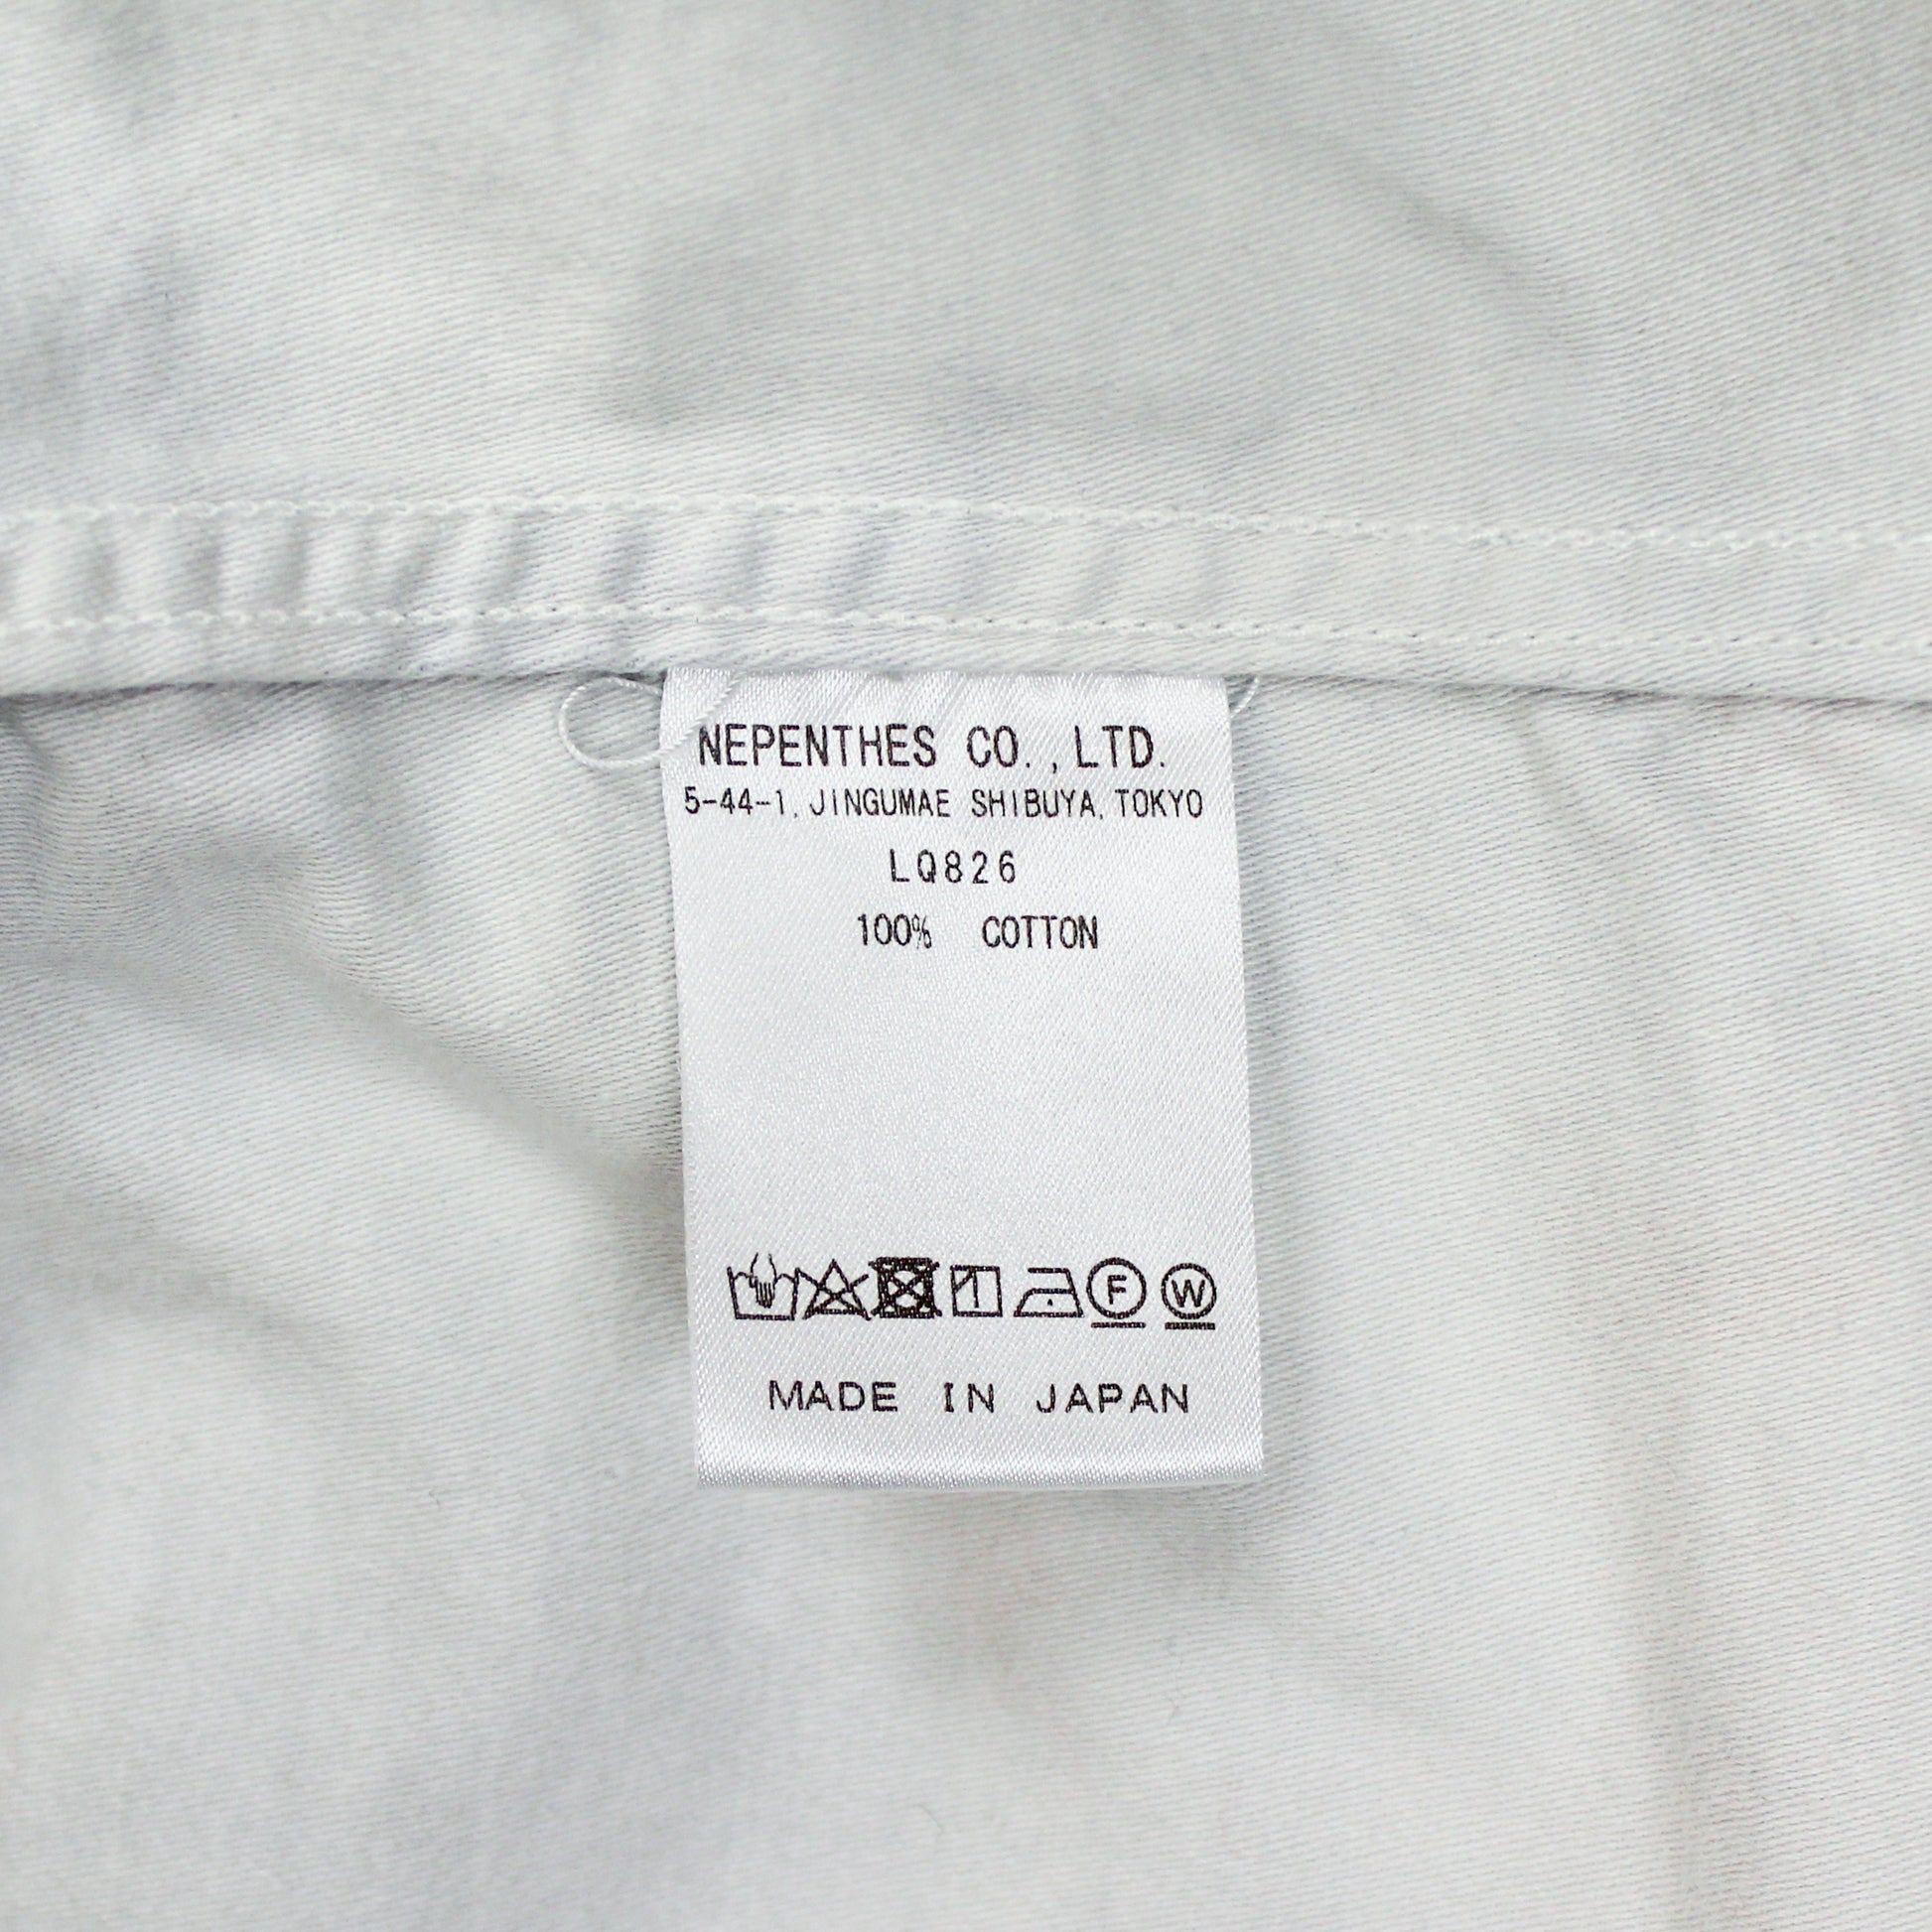 NEPENTHES CO.,LTD.
5-44-1, JINGUMAE SHIBUYA, TOKYO
LQ826
100% COTTON
F W
MADE IN JAPAN